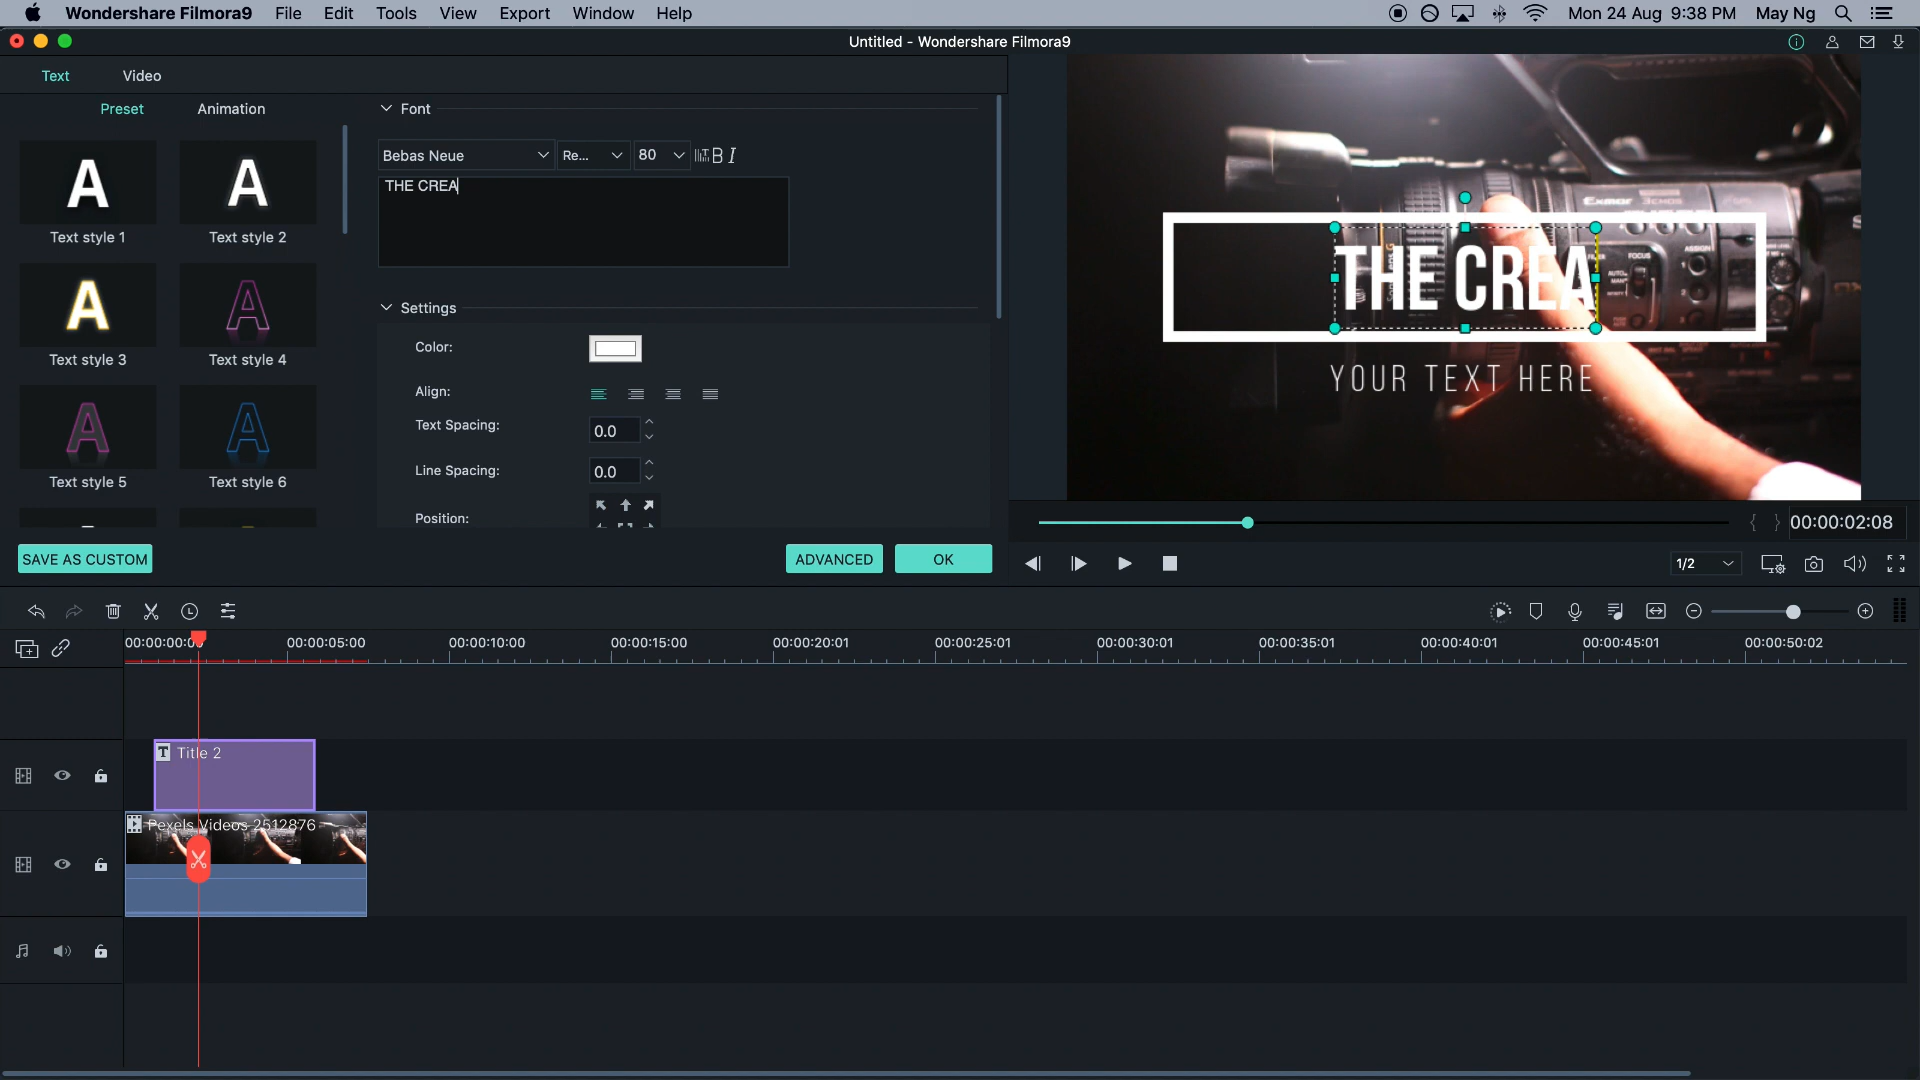 Wondershare Filmora9 File Edit Tools View Export Window Help Mon 24 Aug 9:38 PM May Ng
Untitled - Wondershare Filmora9
Text Video
Preset Animation
Font
Bebas Neue Re... 80 B I
THE CREA
A A
Text style 1 Text style 2
A A
Text style 3 Text style 4
A A
Text style 5 Text style 6
Settings
Color:
Align:
Text Spacing: 0.0
Line Spacing: 0.0
Position:
SAVE AS CUSTOM ADVANCED OK
Exmor 3CMOS
ASSIGN
FOCUS
THE CREA
YOUR TEXT HERE
{ } 00:00:02:08
1/2
00:00:00:0 00:00:05:00 00:00:10:00 00:00:15:00 00:00:20:01 00:00:25:01 00:00:30:01 00:00:35:01 00:00:40:01 00:00:45:01 00:00:50:02
T Title 2
Pexels Videos 2512876